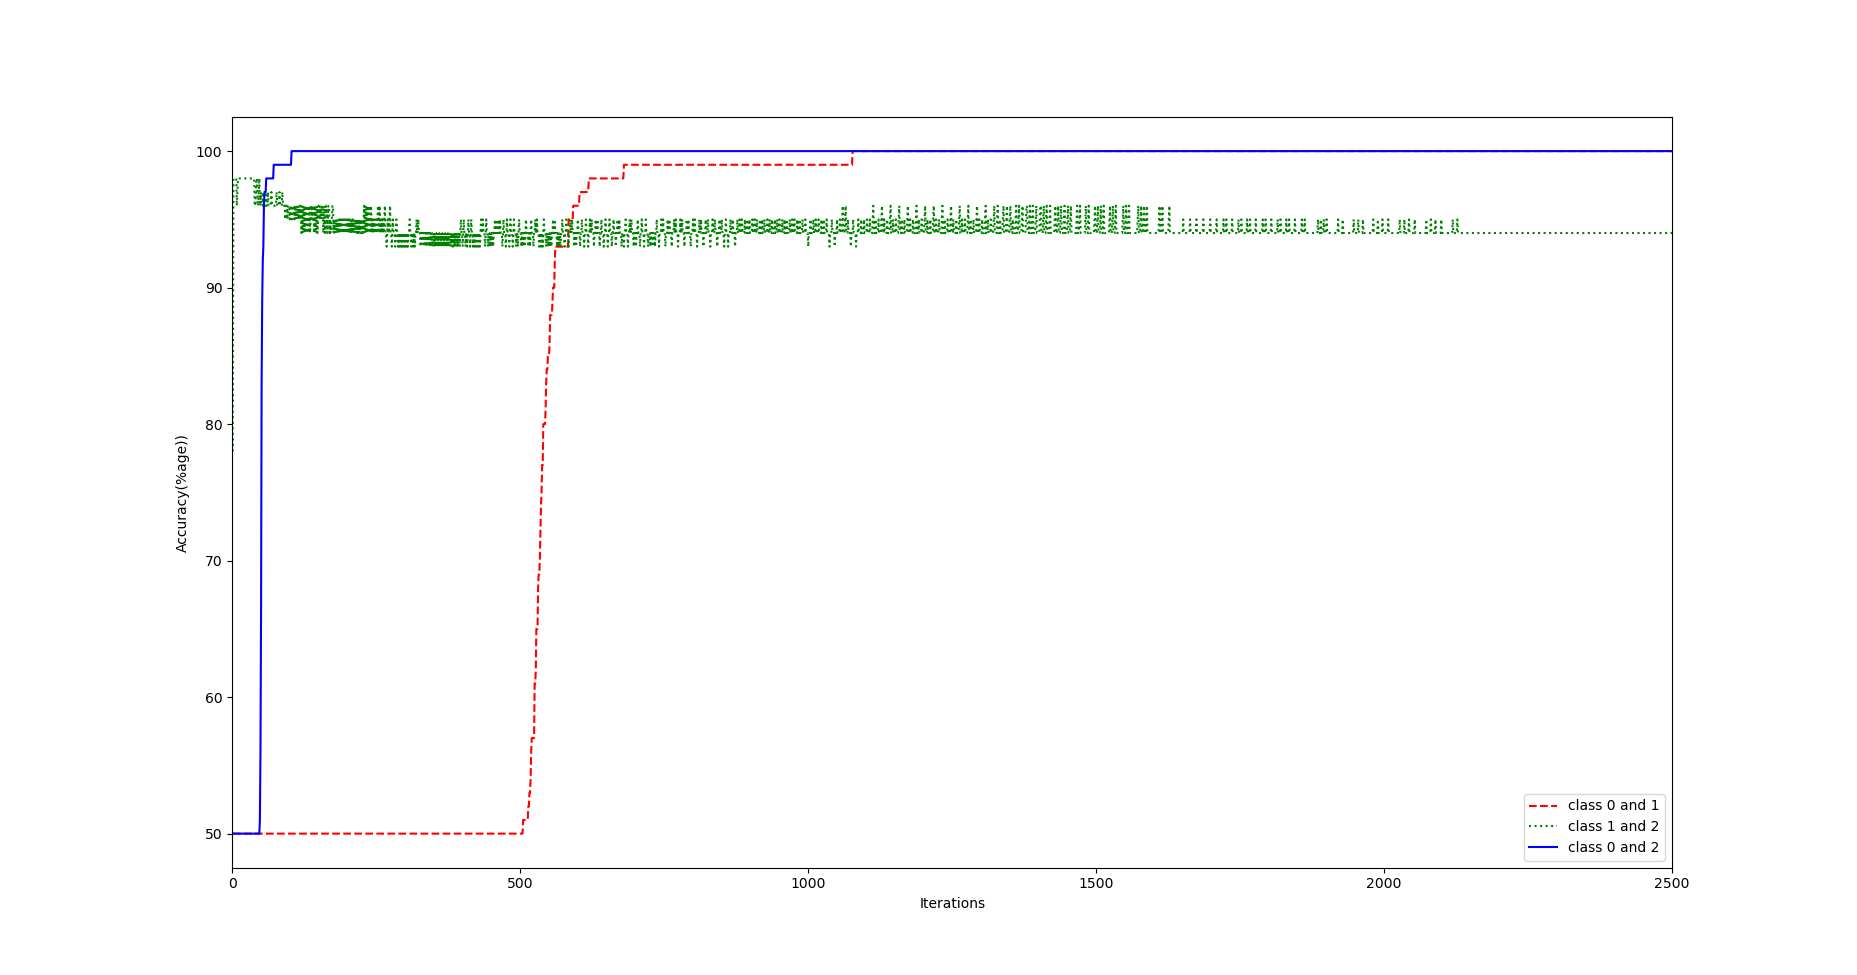 100
90
80
70
60
50
Accuracy(%age))
0 500 1000 1500 2000 2500
Iterations
class 0 and 1
class 1 and 2
class 0 and 2